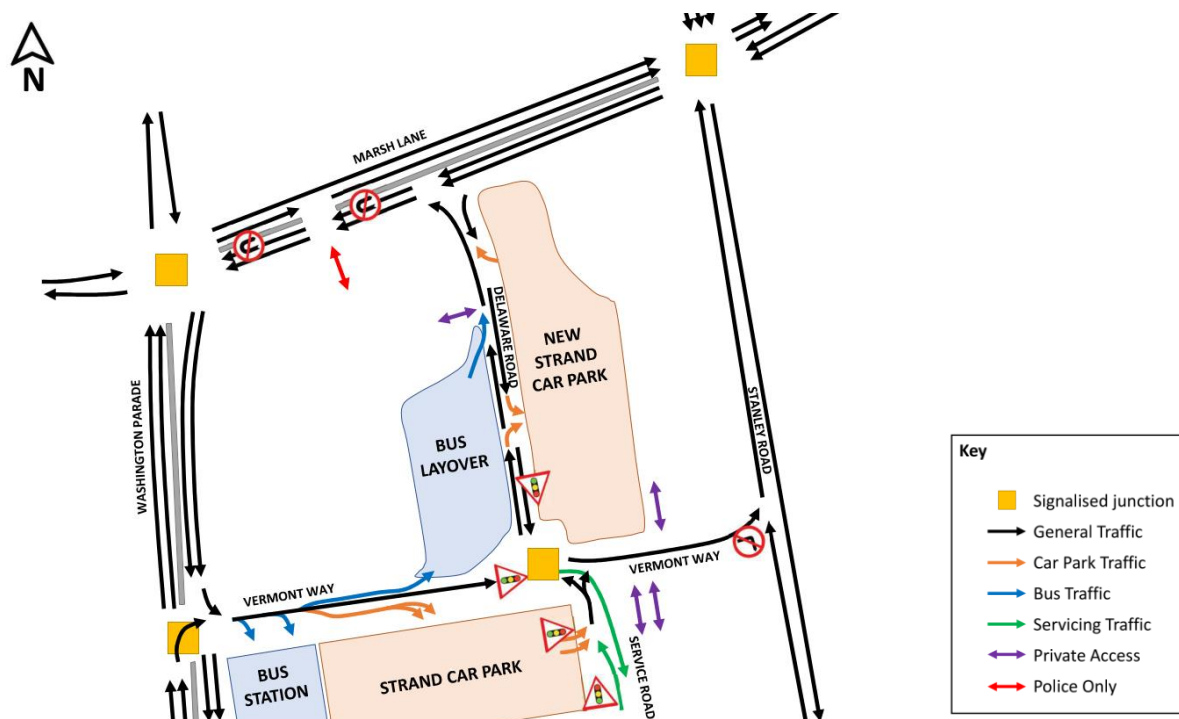 N
MARSH LANE
WASHINGTON PARADE
DELAWARE ROAD
NEW
STRAND
CAR PARK
BUS
LAYOVER
STANLEY ROAD
VERMONT WAY
VERMONT WAY
BUS
STATION
STRAND CAR PARK
SERVICE ROAD
Key
Signalised junction
General Traffic
Car Park Traffic
Bus Traffic
Servicing Traffic
Private Access
Police Only